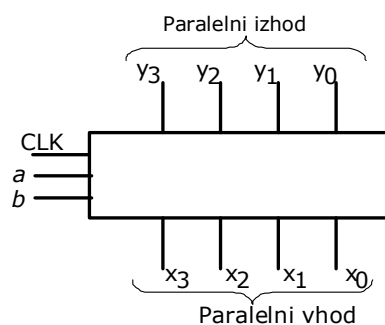 Paralelni izhod
y3 y2 y1 y0
CLK
a
b
x3 x2 x1 x0
Paralelni vhod